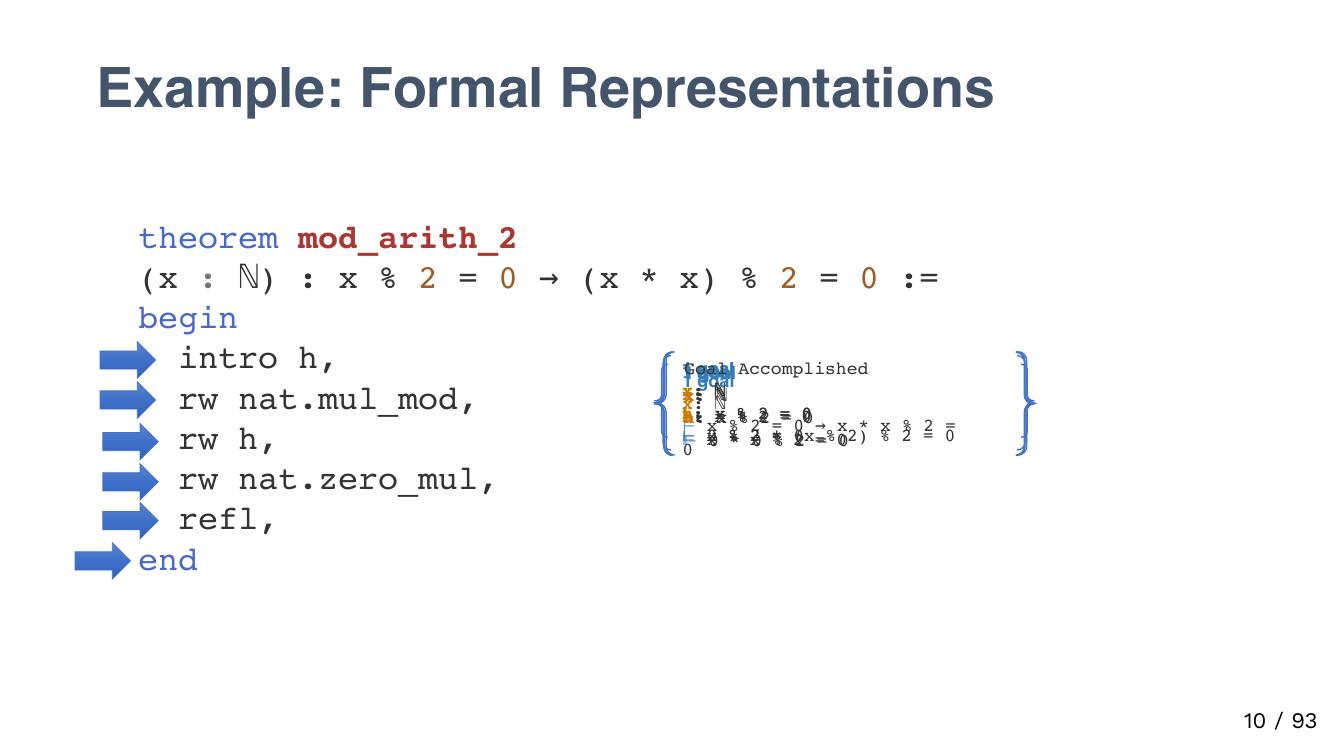 Example: Formal Representations
theorem mod_arith_2
(x : ℕ) : x % 2 = 0 → (x * x) % 2 = 0 :=
begin
intro h,
rw nat.mul_mod,
rw h,
rw nat.zero_mul,
refl,
end
Goal Accomplished
10 / 93